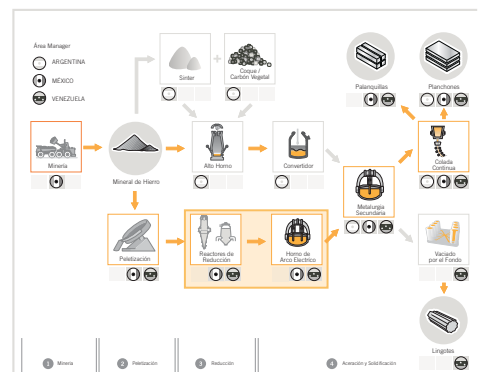 Área Manager
ARGENTINA
MÉXICO
VENEZUELA
Sinter
+
Coque /
Carbón Vegetal
Palanquillas
Planchones
Minería
Mineral de Hierro
Alto Horno
Convertidor
Metalurgia
Secundaria
Colada
Continua
Peletización
Reactores de
Reducción
Horno de
Arco Electrico
Vaciado
por el Fondo
Lingotes
1 Minería
2 Peletización
3 Reducción
4 Aceración y Solidificación